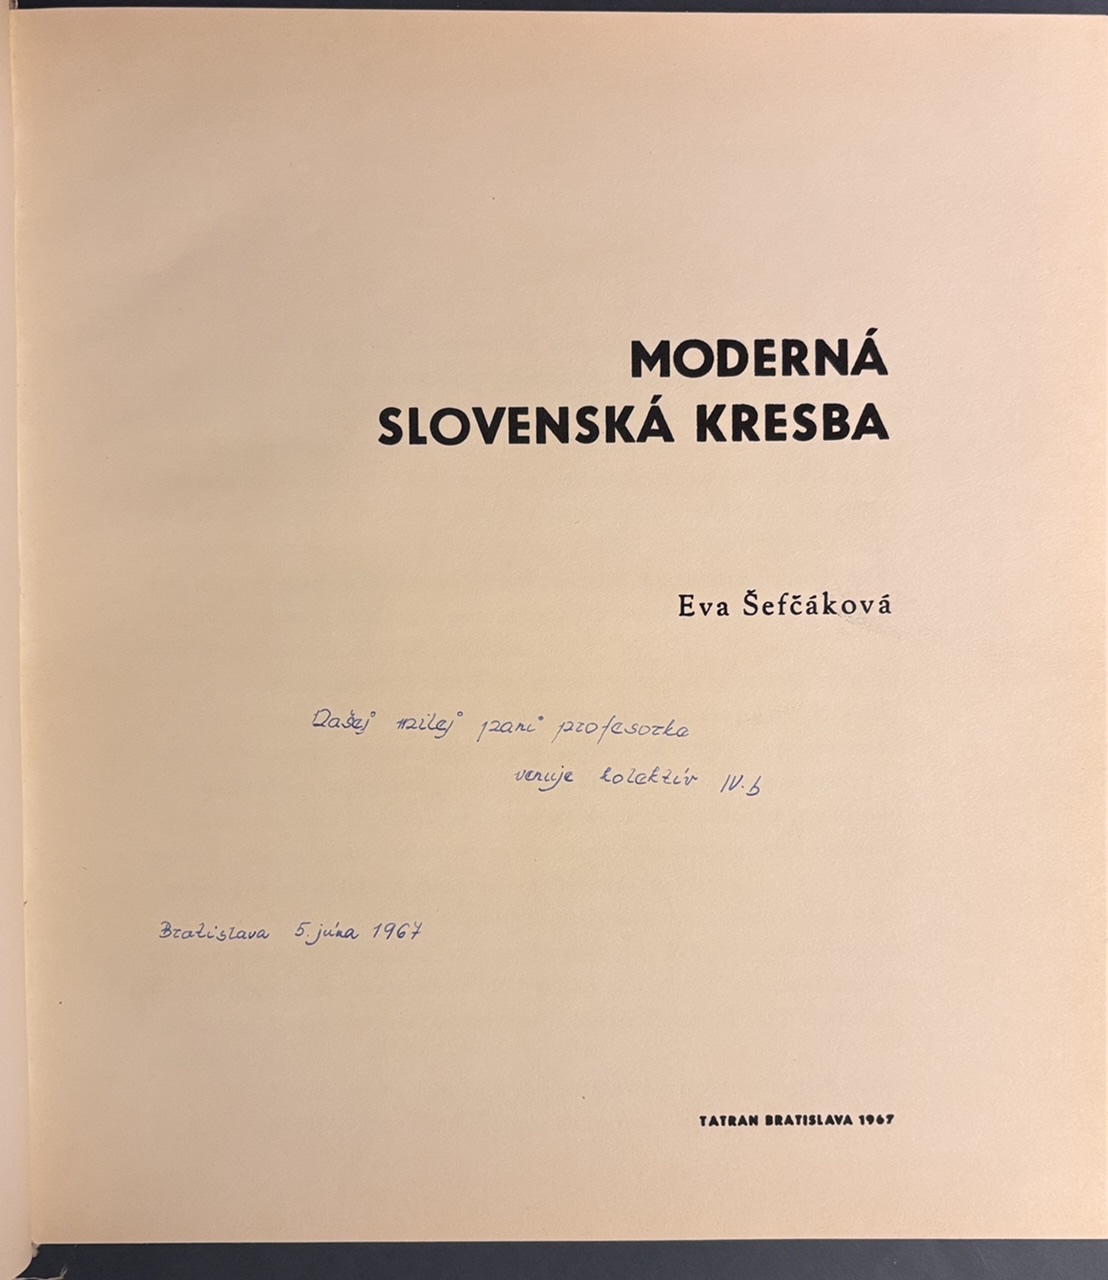 MODERNÁ
SLOVENSKÁ KRESBA
Eva Šefčáková
Našej milej pani profesorke
venuje kolektív IV. b
Bratislava 5. júna 1967
TATRAN BRATISLAVA 1967